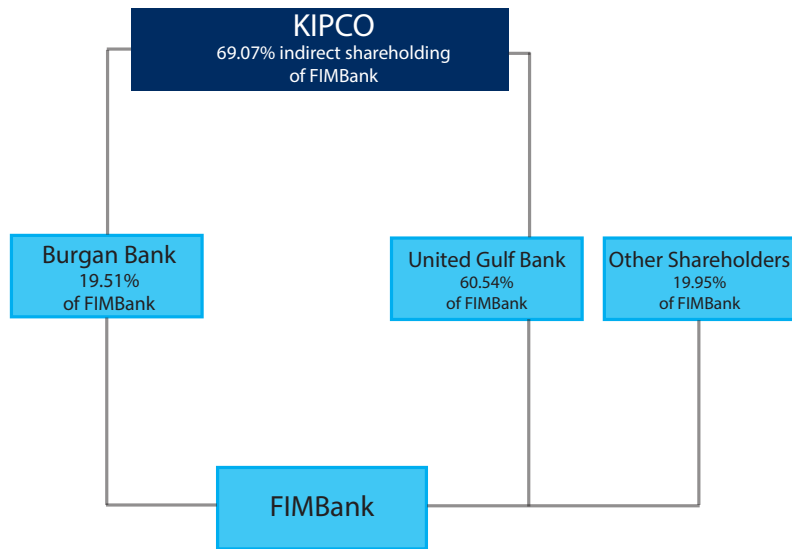 KIPCO
69.07% indirect shareholding
of FIMBank
Burgan Bank
19.51%
of FIMBank
United Gulf Bank
60.54%
of FIMBank
Other Shareholders
19.95%
of FIMBank
FIMBank